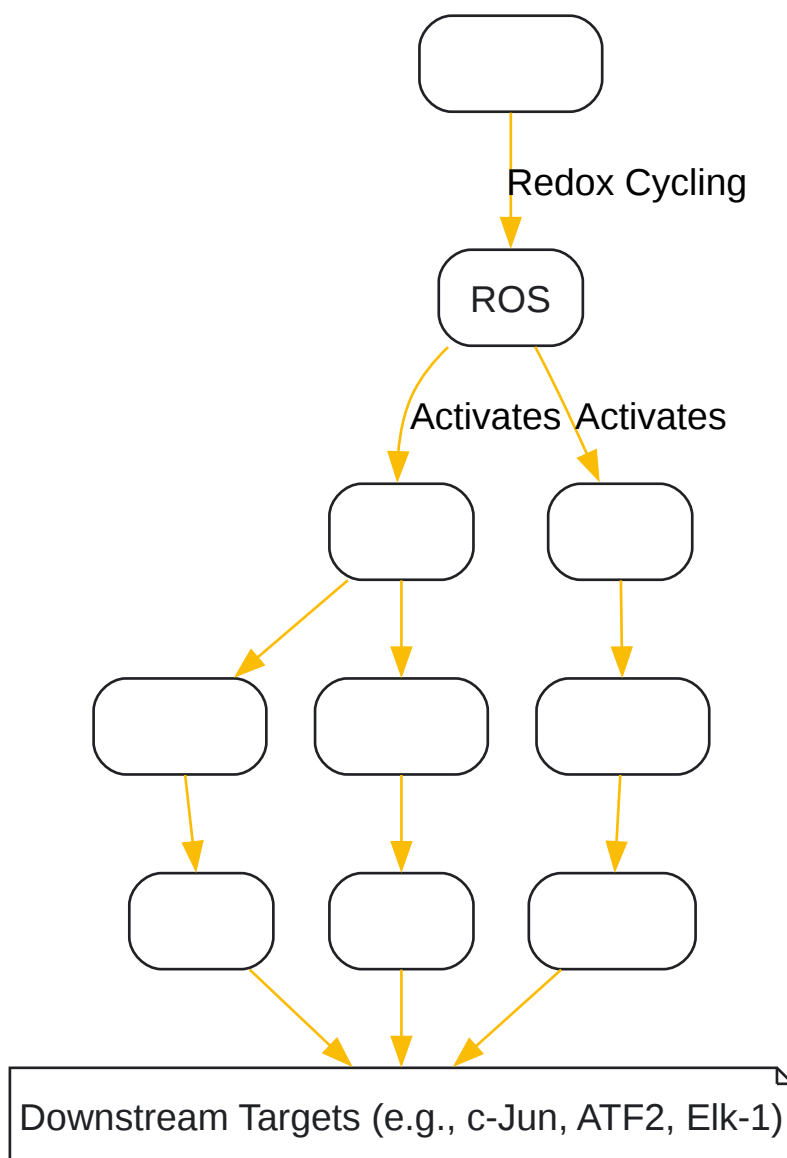 Redox Cycling
ROS
Activates
Activates
Downstream Targets (e.g., c-Jun, ATF2, Elk-1)